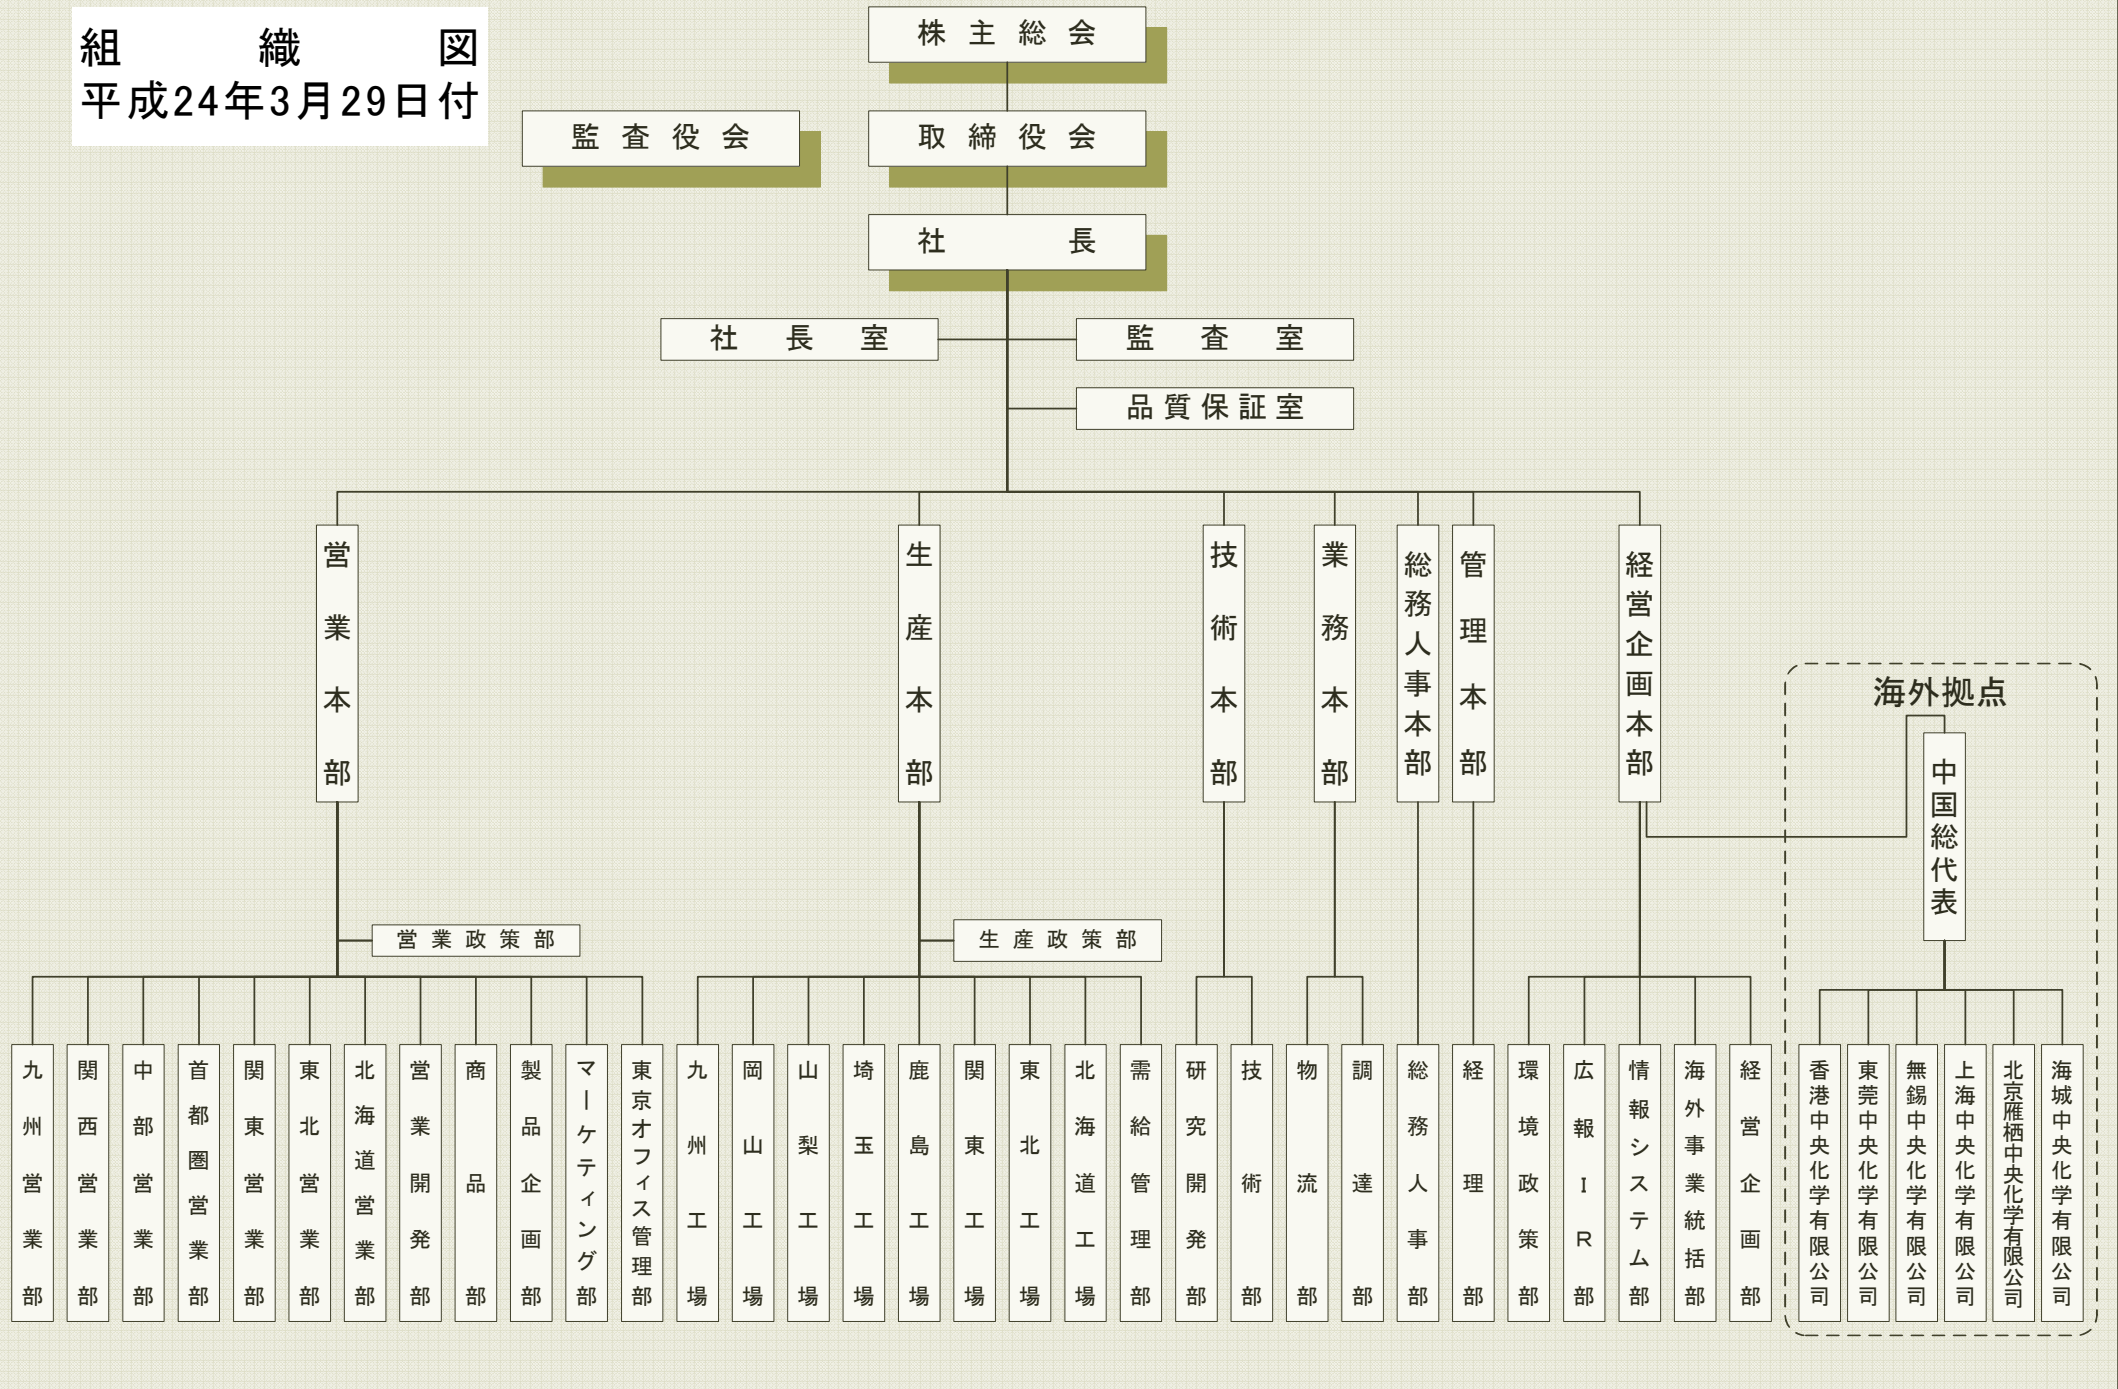 組織図
平成24年3月29日付
株主総会
監査役会
取締役会
社長
社長室
監査室
品質保証室
営業本部
生産本部
技術本部
業務本部
総務人事本部
管理本部
経営企画本部
海外拠点
中国総代表
営業政策部
生産政策部
九州営業部
関西営業部
中部営業部
首都圏営業部
関東営業部
東北営業部
北海道営業部
営業開発部
商品部
製品企画部
マーケティング部
東京オフィス管理部
九州工場
岡山工場
山梨工場
埼玉工場
鹿島工場
関東工場
東北工場
北海道工場
需給管理部
研究開発部
技術部
物流部
調達部
総務人事部
経理部
環境政策部
広報IR部
情報システム部
海外事業統括部
経営企画部
香港中央化学有限公司
東莞中央化学有限公司
無錫中央化学有限公司
上海中央化学有限公司
北京雁栖中央化学有限公司
海城中央化学有限公司